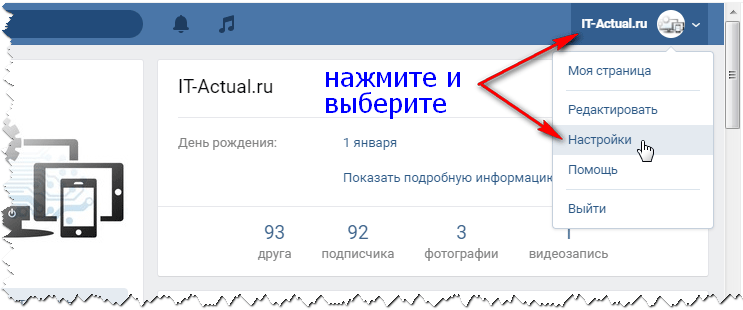 IT-Actual.ru
Моя страница
IT-Actual.ru
нажмите и
выберите
Редактировать
День рождения:
1 января
Настройки
Показать подробную информацию
Помощь
Выйти
93
92
3
1
друга
подписчика
фотографии
видеозапись